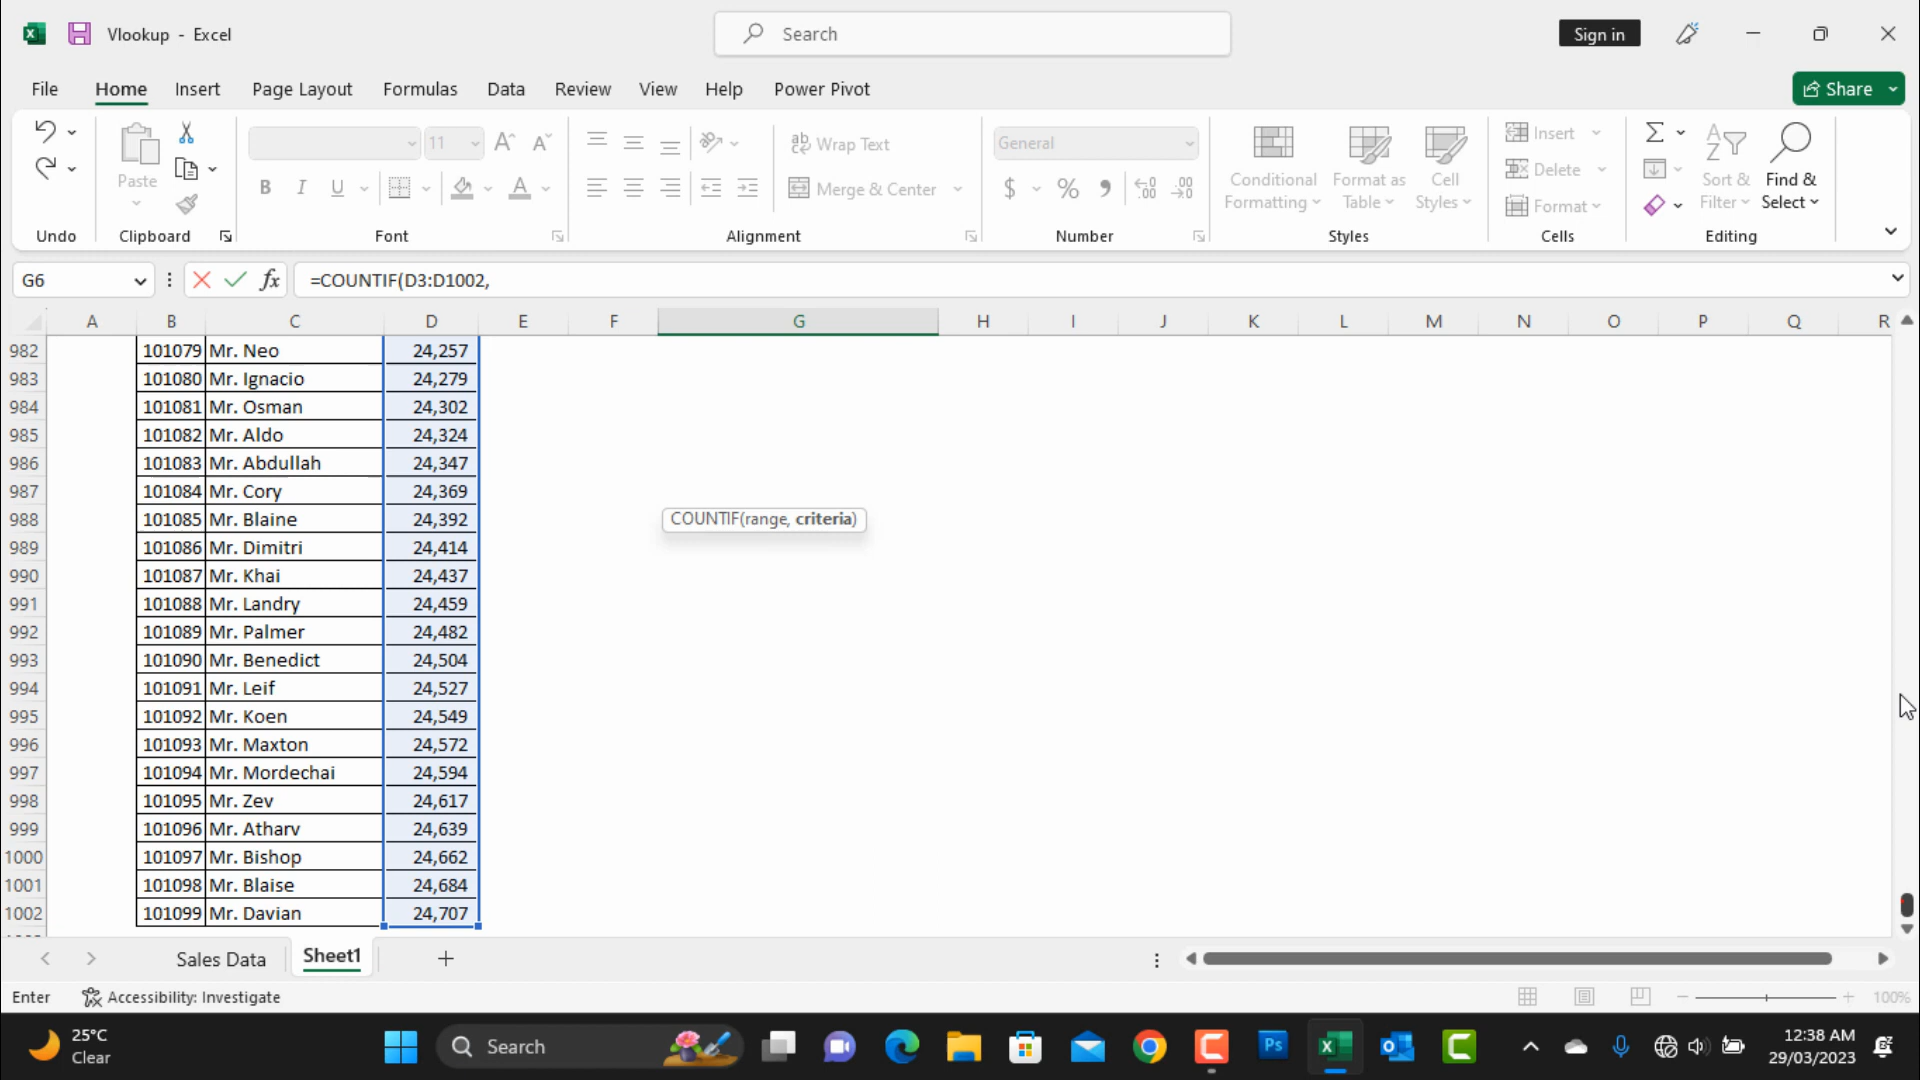 Vlookup - Excel
Search
Sign in
File Home Insert Page Layout Formulas Data Review View Help Power Pivot
Share
Undo
Paste
Clipboard
11
B I U
Font
Wrap Text
Merge & Center
Alignment
General
$ %
Number
Conditional Formatting
Format as Table
Cell Styles
Styles
Insert
Delete
Format
Cells
Sort & Filter
Find & Select
Editing
G6
fx
=COUNTIF(D3:D1002,
A B C D E F G H I J K L M N O P Q R
982 101079 Mr. Neo 24,257
983 101080 Mr. Ignacio 24,279
984 101081 Mr. Osman 24,302
985 101082 Mr. Aldo 24,324
986 101083 Mr. Abdullah 24,347
987 101084 Mr. Cory 24,369
988 101085 Mr. Blaine 24,392
COUNTIF(range, criteria)
989 101086 Mr. Dimitri 24,414
990 101087 Mr. Khai 24,437
991 101088 Mr. Landry 24,459
992 101089 Mr. Palmer 24,482
993 101090 Mr. Benedict 24,504
994 101091 Mr. Leif 24,527
995 101092 Mr. Koen 24,549
996 101093 Mr. Maxton 24,572
997 101094 Mr. Mordechai 24,594
998 101095 Mr. Zev 24,617
999 101096 Mr. Atharv 24,639
1000 101097 Mr. Bishop 24,662
1001 101098 Mr. Blaise 24,684
1002 101099 Mr. Davian 24,707
Sales Data Sheet1
Enter
Accessibility: Investigate
100%
25°C
Clear
Search
Ps
12:38 AM
29/03/2023